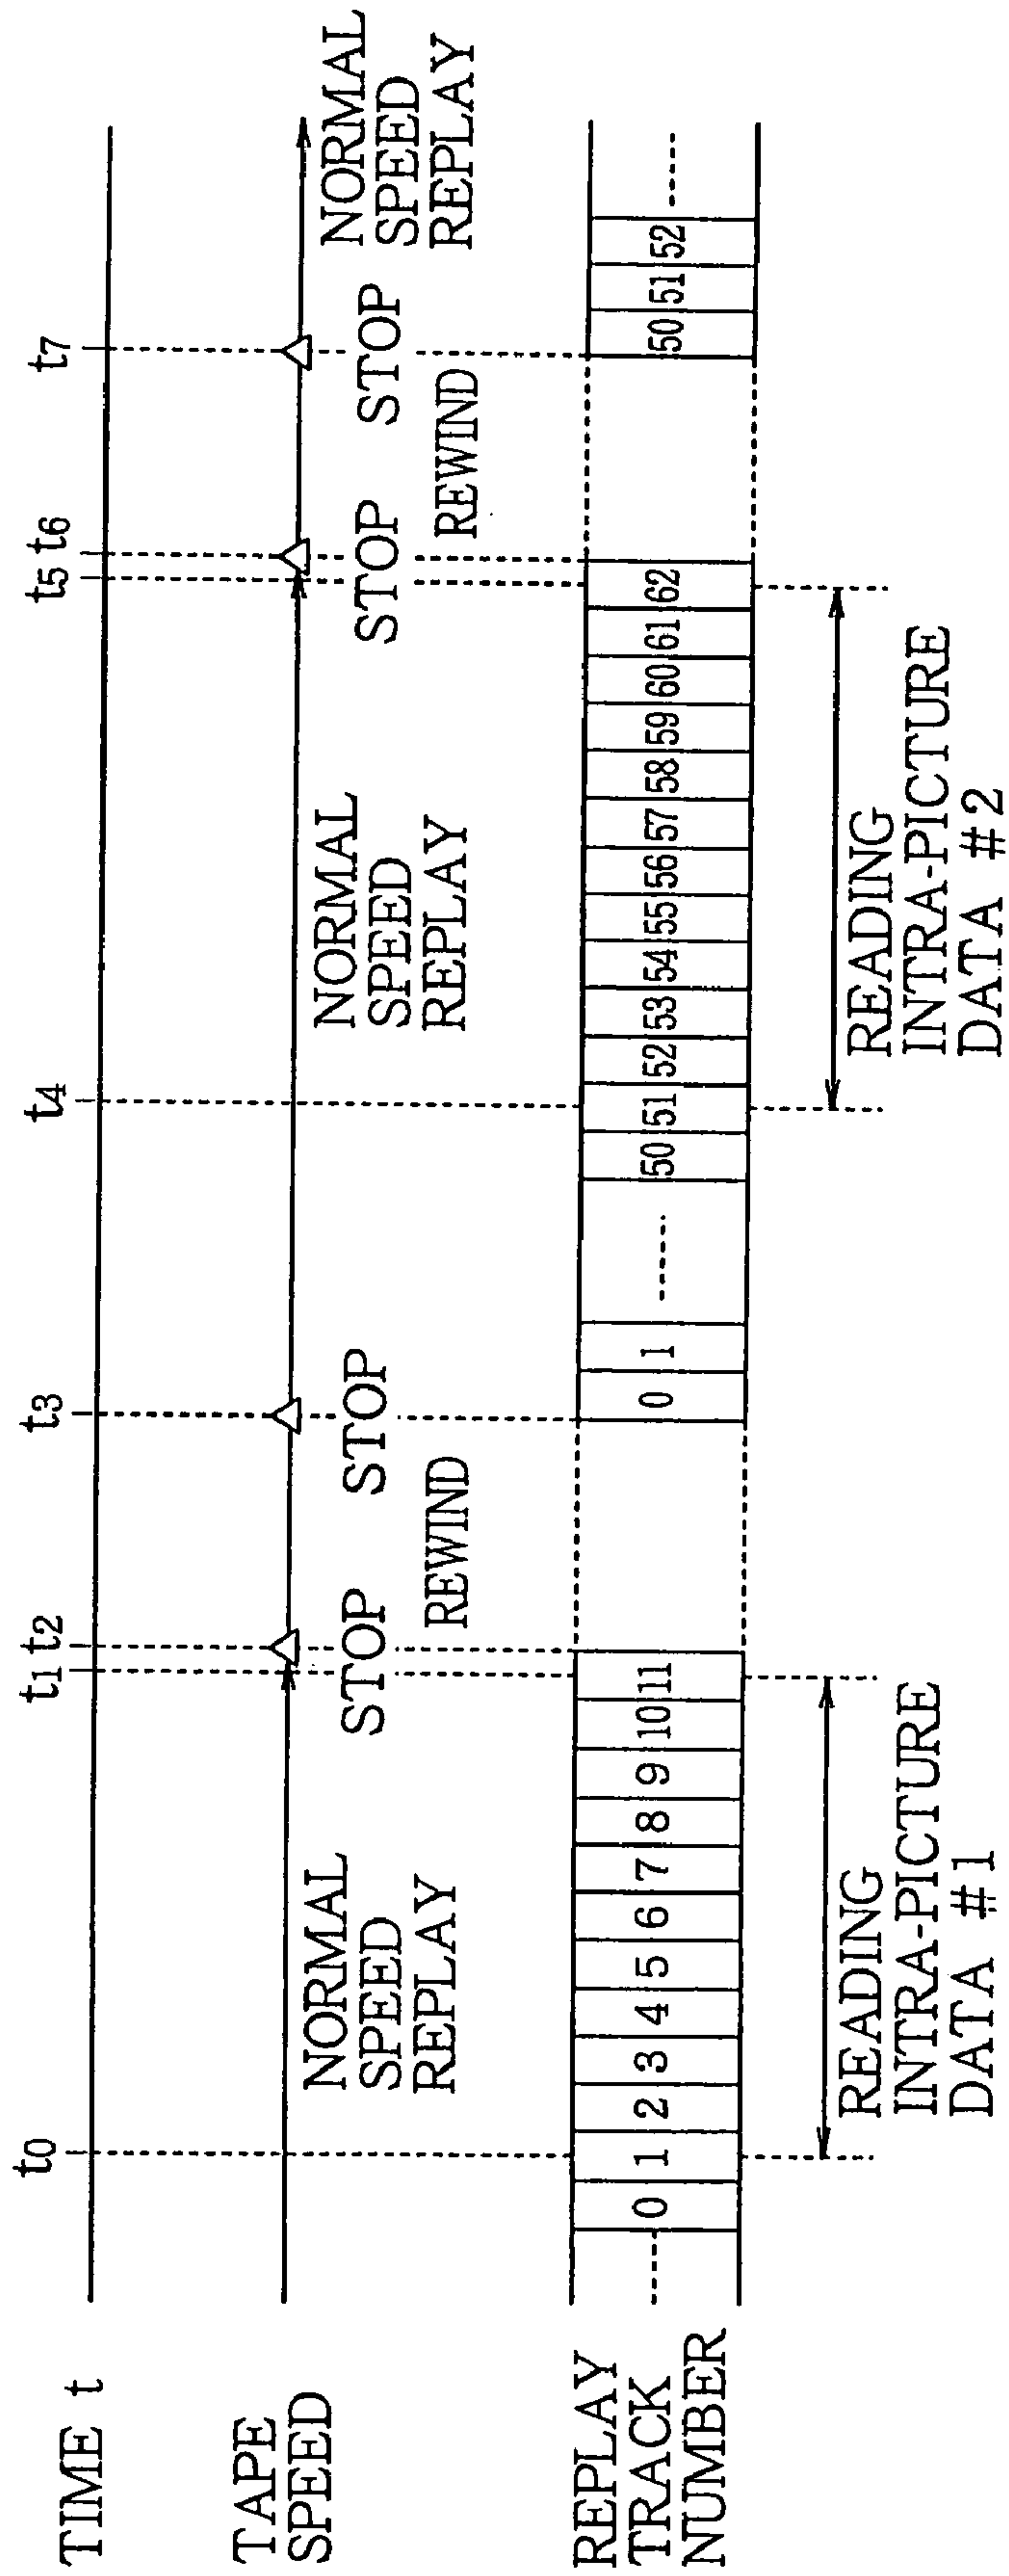 TIME t
t0
t1
t2
t3
t4
t5
t6
t7
TAPE
SPEED
NORMAL
SPEED
REPLAY
STOP
REWIND
STOP
NORMAL
SPEED
REPLAY
STOP
REWIND
STOP
NORMAL
SPEED
REPLAY
REPLAY
TRACK
NUMBER
0 1 2 3 4 5 6 7 8 9 10 11
0 1
50 51 52 53 54 55 56 57 58 59 60 61 62
50 51 52
READING
INTRA-PICTURE
DATA #1
READING
INTRA-PICTURE
DATA #2